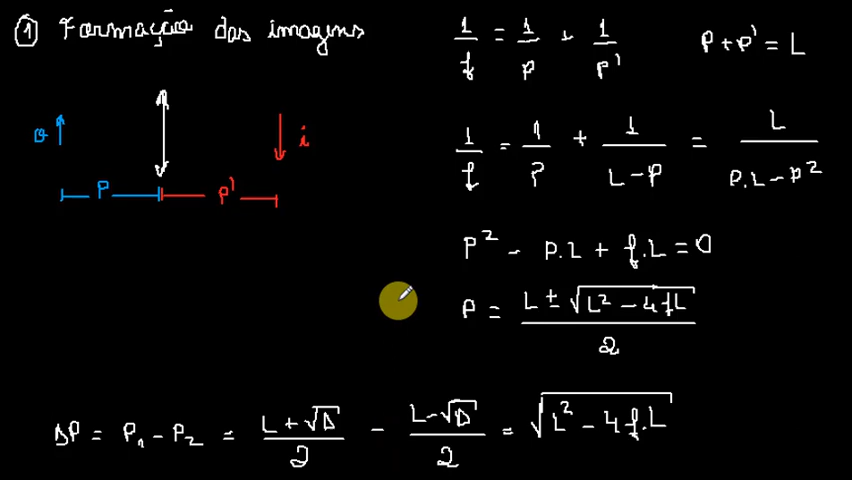 ① Formação das imagens
1/f = 1/p + 1/p'
p + p' = L
o
i
p
p'
1/f = 1/p + 1/(L - p) = L/(p.L - p²)
p² - p.L + f.L = 0
p = (L ± √(L² - 4fL))/2
Δp = p₁ - p₂ = (L + √Δ)/2 - (L - √Δ)/2 = √(L² - 4f.L)